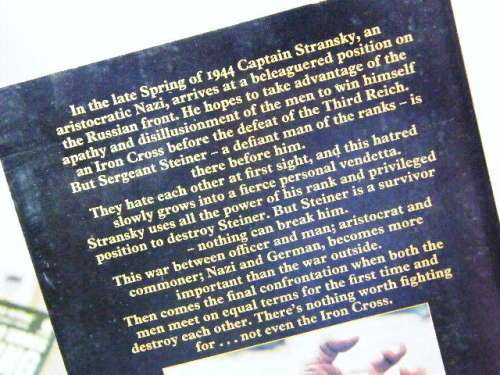 In the late Spring of 1944 Captain Stransky, an
aristocratic Nazi, arrives at a beleaguered position on
the Russian front. He hopes to take advantage of the
apathy and disillusionment of the men to win himself
an Iron Cross before the defeat of the Third Reich.
But Sergeant Steiner – a defiant man of the ranks – is
there before him.
They hate each other at first sight, and this hatred
slowly grows into a fierce personal vendetta.
Stransky uses all the power of his rank and privileged
position to destroy Steiner. But Steiner is a survivor
– nothing can break him.
This war between officer and man; aristocrat and
commoner; Nazi and German, becomes more
important than the war outside.
Then comes the final confrontation when both the
men meet on equal terms for the first time and
destroy each other. There's nothing worth fighting
for . . . not even the Iron Cross.